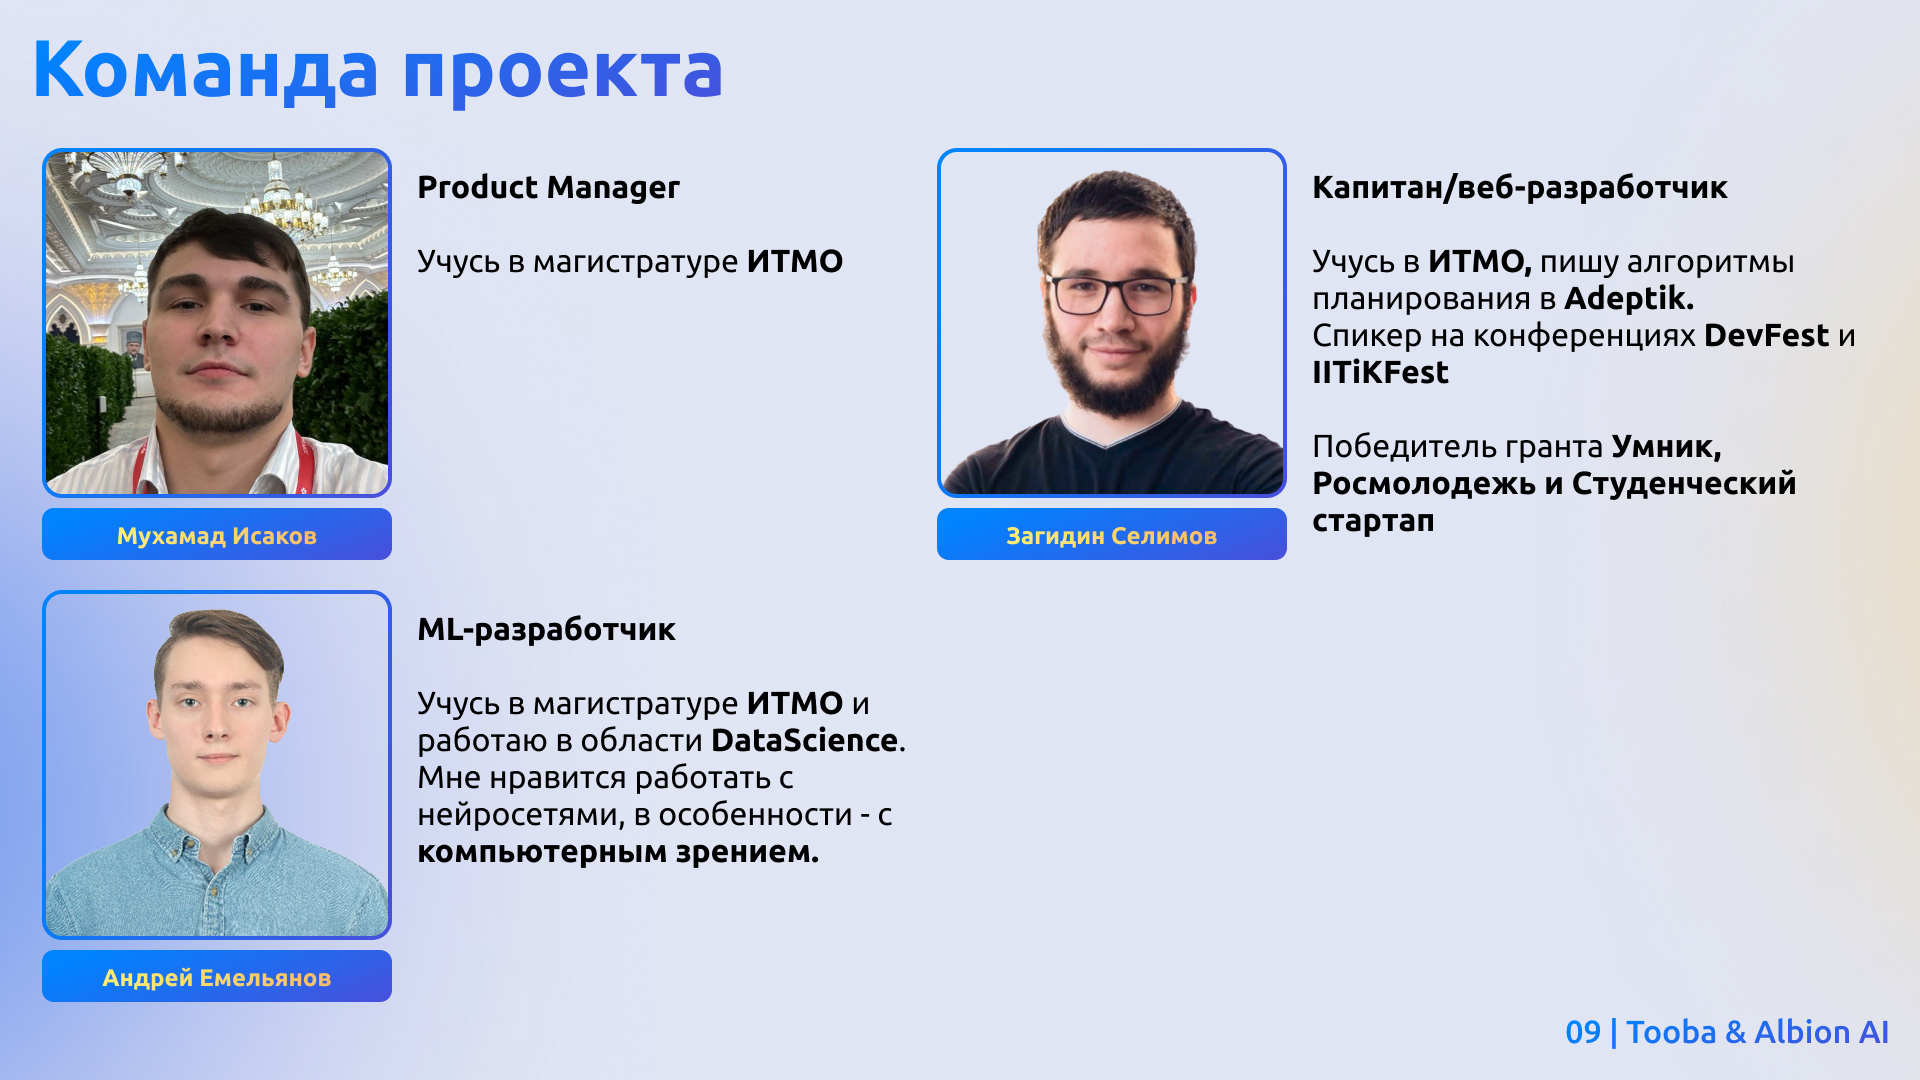 Команда проекта
Product Manager
Учусь в магистратуре ИТМО
Мухамад Исаков
Капитан/веб-разработчик
Учусь в ИТМО, пишу алгоритмы
планирования в Adeptik.
Спикер на конференциях DevFest и
IITiKFest
Победитель гранта Умник,
Росмолодежь и Студенческий
стартап
Загидин Селимов
ML-разработчик
Учусь в магистратуре ИТМО и
работаю в области DataScience.
Мне нравится работать с
нейросетями, в особенности - с
компьютерным зрением.
Андрей Емельянов
09 | Tooba & Albion AI